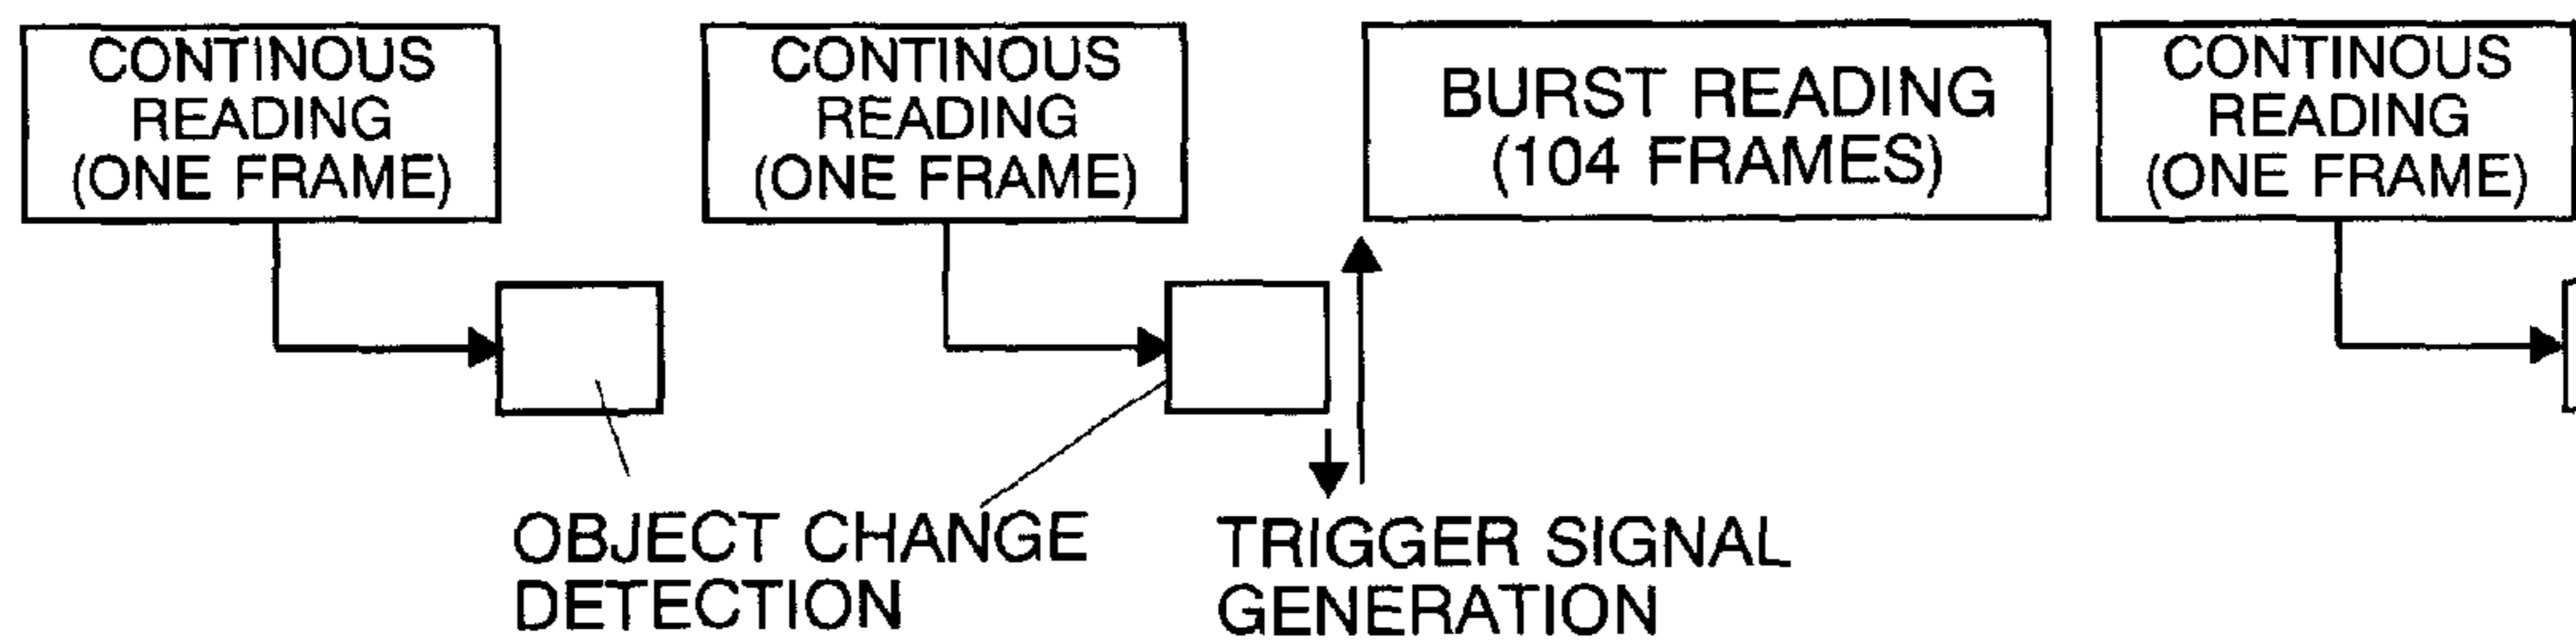 CONTINOUS
READING
(ONE FRAME)
CONTINOUS
READING
(ONE FRAME)
BURST READING
(104 FRAMES)
CONTINOUS
READING
(ONE FRAME)
OBJECT CHANGE
DETECTION
TRIGGER SIGNAL
GENERATION